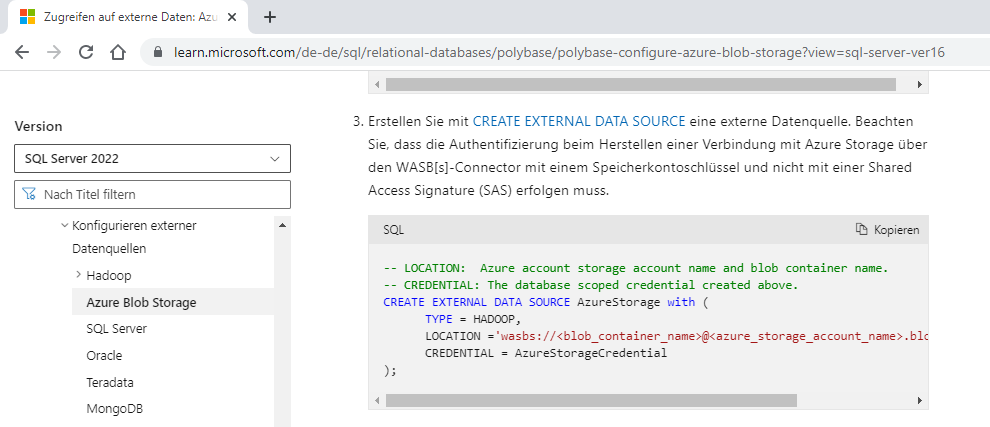 Zugreifen auf externe Daten: Azu
learn.microsoft.com/de-de/sql/relational-databases/polybase/polybase-configure-azure-blob-storage?view=sql-server-ver16
Version
SQL Server 2022
Nach Titel filtern
Konfigurieren externer
Datenquellen
Hadoop
Azure Blob Storage
SQL Server
Oracle
Teradata
MongoDB
3. Erstellen Sie mit CREATE EXTERNAL DATA SOURCE eine externe Datenquelle. Beachten
Sie, dass die Authentifizierung beim Herstellen einer Verbindung mit Azure Storage über
den WASB[s]-Connector mit einem Speicherkontoschlüssel und nicht mit einer Shared
Access Signature (SAS) erfolgen muss.
SQL
Kopieren
-- LOCATION:  Azure account storage account name and blob container name.
-- CREDENTIAL: The database scoped credential created above.
CREATE EXTERNAL DATA SOURCE AzureStorage with (
TYPE = HADOOP,
LOCATION ='wasbs://<blob_container_name>@<azure_storage_account_name>.blo
CREDENTIAL = AzureStorageCredential
);